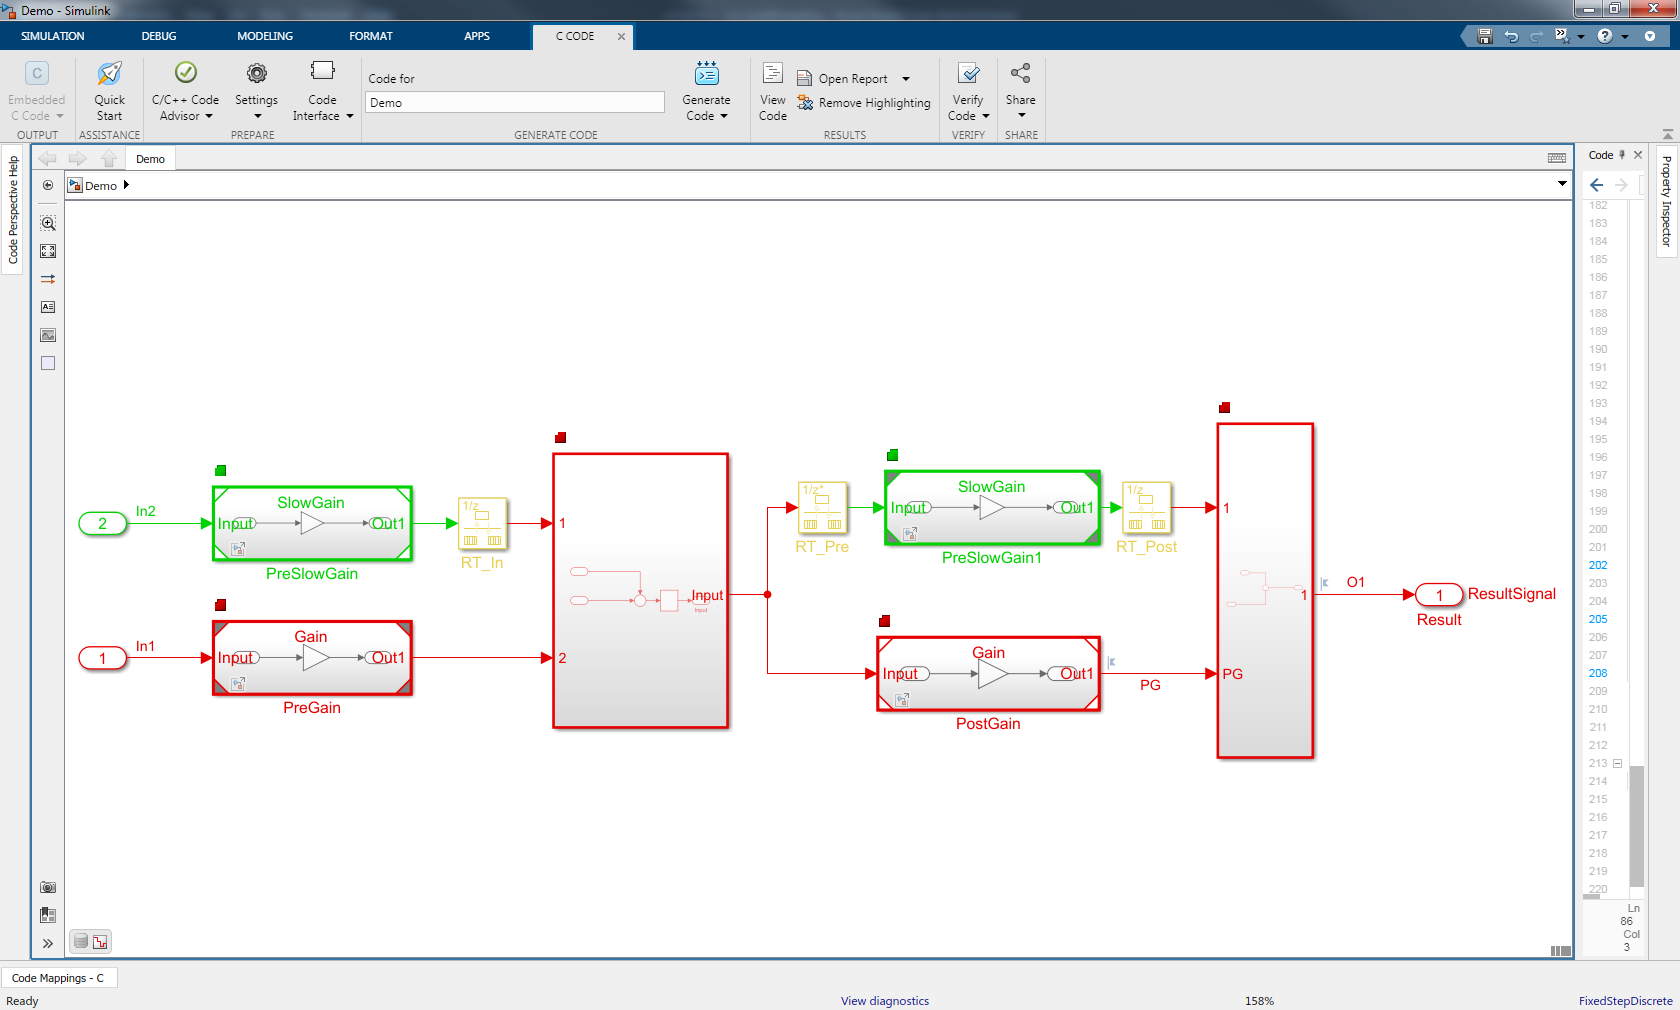 Demo - Simulink
SIMULATION DEBUG MODELING FORMAT APPS C CODE
Embedded C Code
OUTPUT
Quick Start
ASSISTANCE
C/C++ Code Advisor
Settings
Code Interface
PREPARE
Code for
Demo
Generate Code
GENERATE CODE
View Code
Open Report
Remove Highlighting
RESULTS
Verify Code
VERIFY
Share
SHARE
Code Perspective Help
Demo
Demo
Code
Property Inspector
In2
2
SlowGain
Input
Out1
PreSlowGain
1/z
RT_In
In1
1
Gain
Input
Out1
PreGain
1
2
Input
Input
1/z*
RT_Pre
SlowGain
Input
Out1
PreSlowGain1
1/z
RT_Post
Gain
Input
Out1
PostGain
PG
1
PG
1
O1
1
ResultSignal
Result
182
183
184
185
186
187
188
189
190
191
192
193
194
195
196
197
198
199
200
201
202
203
204
205
206
207
208
209
210
211
212
213
214
215
216
217
218
219
220
Ln
86
Col
3
Code Mappings - C
Ready
View diagnostics
158%
FixedStepDiscrete